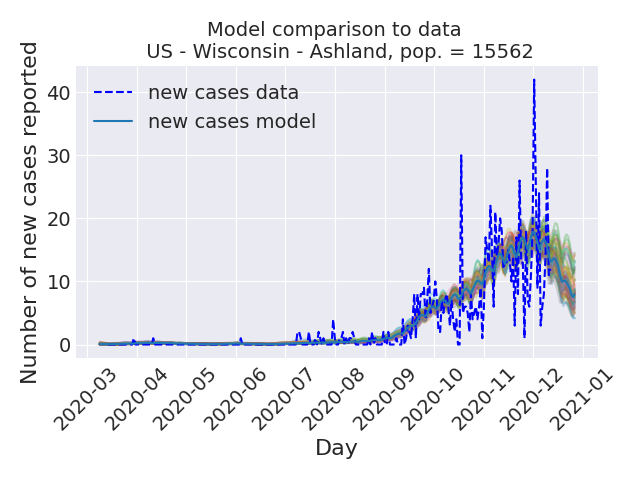 Model comparison to data
US - Wisconsin - Ashland, pop. = 15562
new cases data
new cases model
Number of new cases reported
40
30
20
10
0
2020-03
2020-04
2020-05
2020-06
2020-07
2020-08
2020-09
2020-10
2020-11
2020-12
2021-01
Day